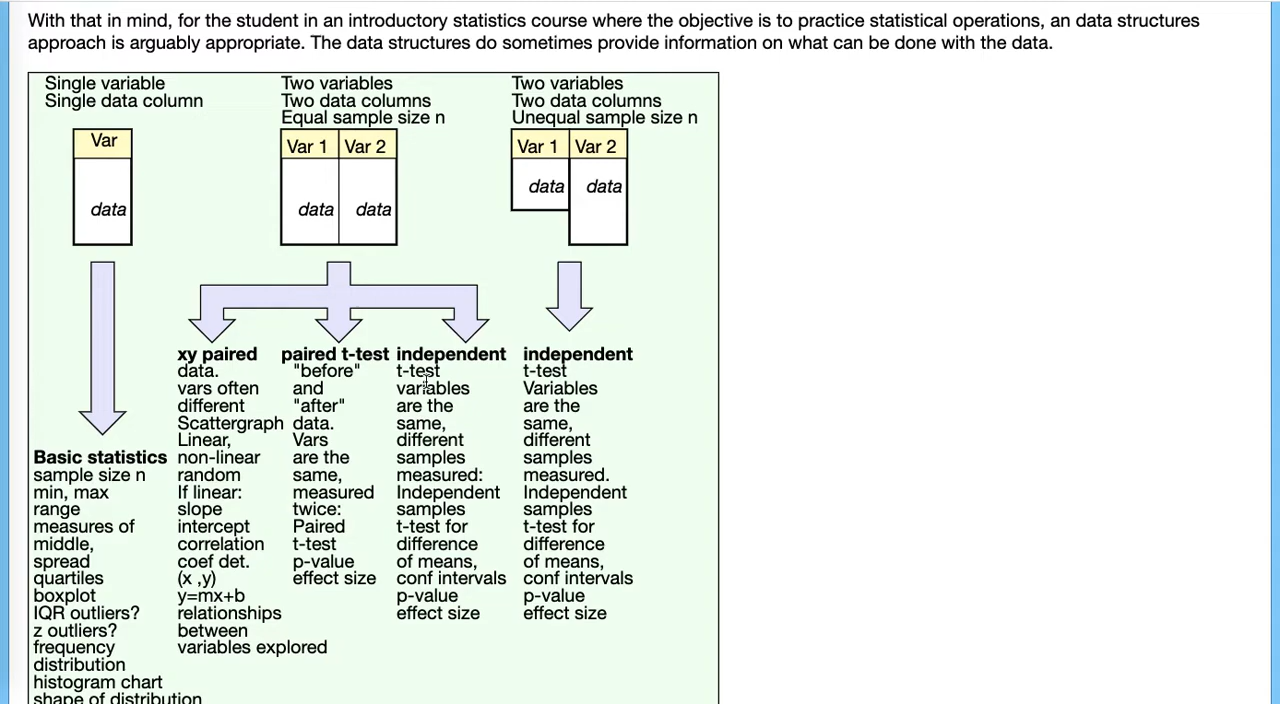 With that in mind, for the student in an introductory statistics course where the objective is to practice statistical operations, an data structures
approach is arguably appropriate. The data structures do sometimes provide information on what can be done with the data.
Single variable
Single data column
Var
data
Two variables
Two data columns
Equal sample size n
Var 1 Var 2
data data
Two variables
Two data columns
Unequal sample size n
Var 1 Var 2
data data
Basic statistics
sample size n
min, max
range
measures of
middle,
spread
quartiles
boxplot
IQR outliers?
z outliers?
frequency
distribution
histogram chart
shape of distribution
xy paired
data.
vars often
different
Scattergraph
Linear,
non-linear
random
If linear:
slope
intercept
correlation
coef det.
(x ,y)
y=mx+b
relationships
between
variables explored
paired t-test
"before"
and
"after"
data.
Vars
are the
same,
measured
twice:
Paired
t-test
p-value
effect size
independent
t-test
variables
are the
same,
different
samples
measured:
Independent
samples
t-test for
difference
of means,
conf intervals
p-value
effect size
independent
t-test
Variables
are the
same,
different
samples
measured.
Independent
samples
t-test for
difference
of means,
conf intervals
p-value
effect size